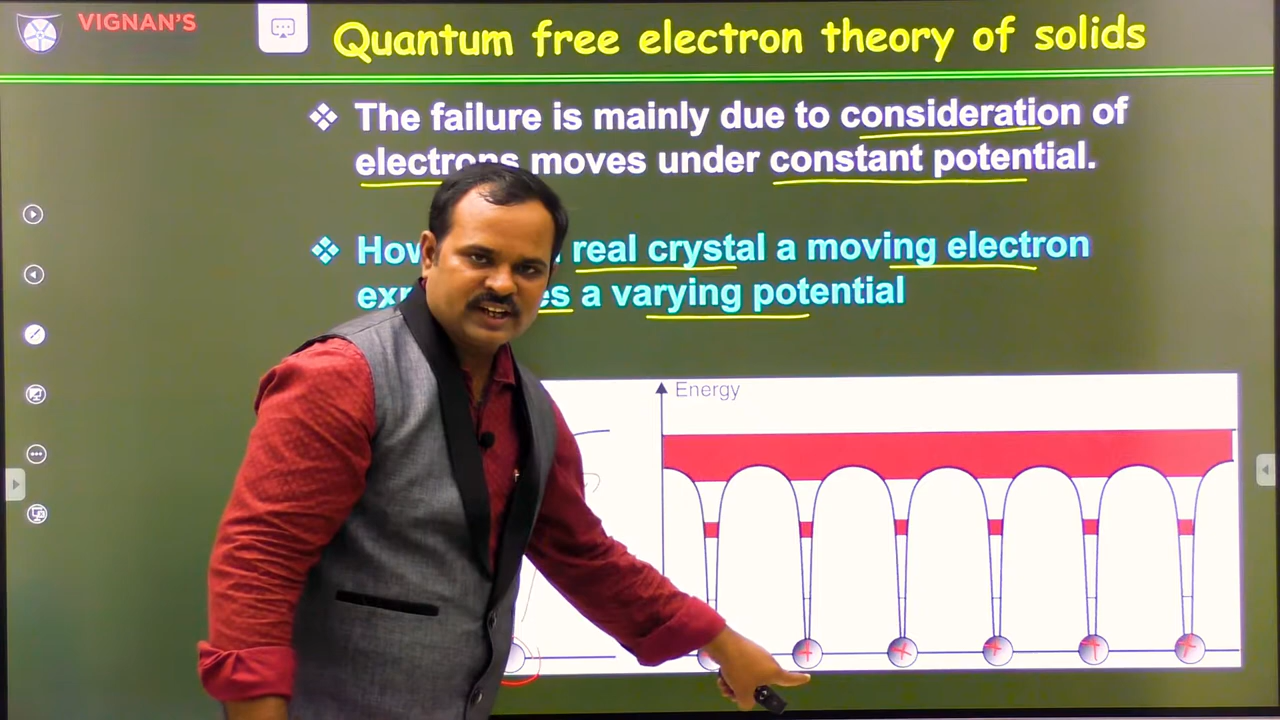 VIGNAN'S
Quantum free electron theory of solids
The failure is mainly due to consideration of
electrons moves under constant potential.
real crystal a moving electron
a varying potential
Energy